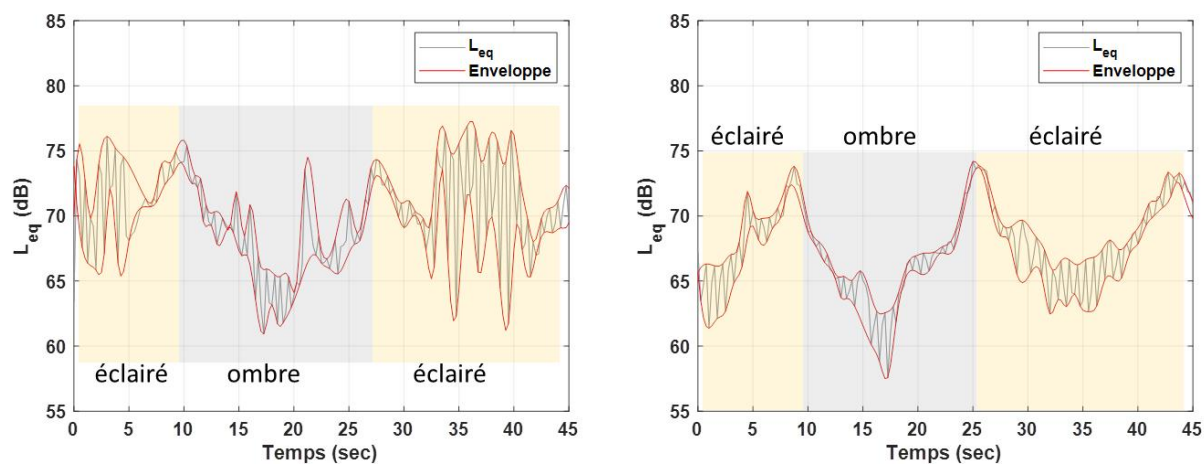 85
80
75
70
65
60
55
L_eq (dB)
L_eq
Enveloppe
éclairé
ombre
éclairé
0 5 10 15 20 25 30 35 40 45
Temps (sec)
85
80
75
70
65
60
55
L_eq (dB)
L_eq
Enveloppe
éclairé ombre éclairé
0 5 10 15 20 25 30 35 40 45
Temps (sec)